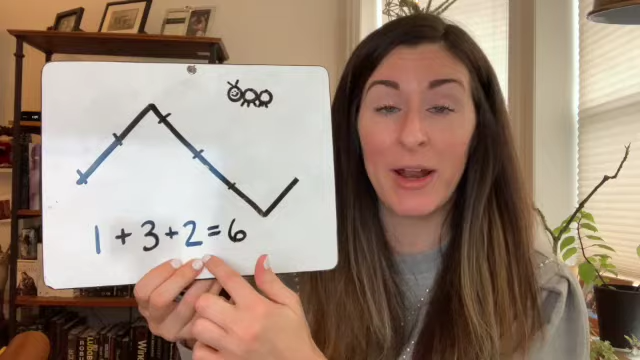 1 + 3 + 2 = 6